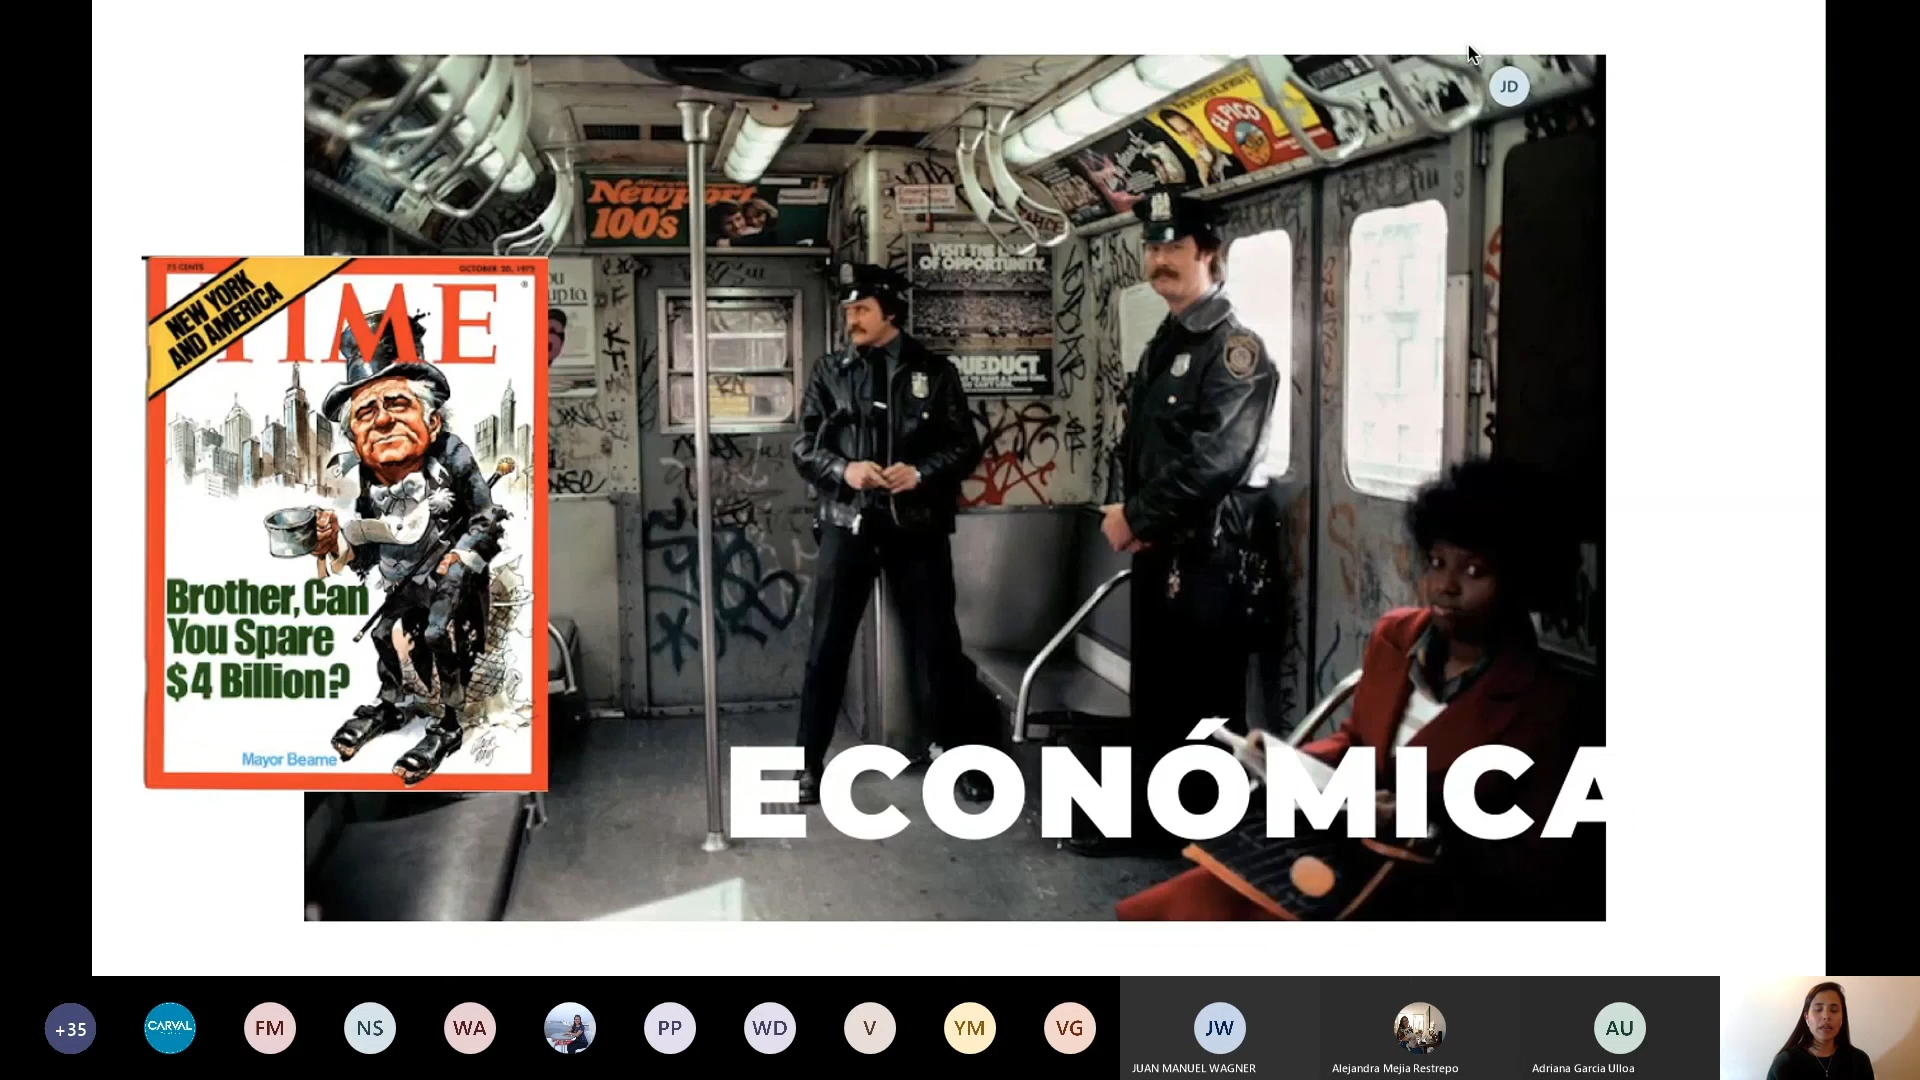 JD
EL PICO
Newport
100's
VISIT THE LAND
OF OPPORTUNITY.
QUEDUCT
75 CENTS
OCTOBER 20, 1975
NEW YORK
AND AMERICA
TIME
Brother, Can
You Spare
$4 Billion?
Mayor Beame
ECONÓMICA
+35
CARVAL
FM
NS
WA
PP
WD
V
YM
VG
JW
AU
JUAN MANUEL WAGNER
Alejandra Mejia Restrepo
Adriana Garcia Ulloa